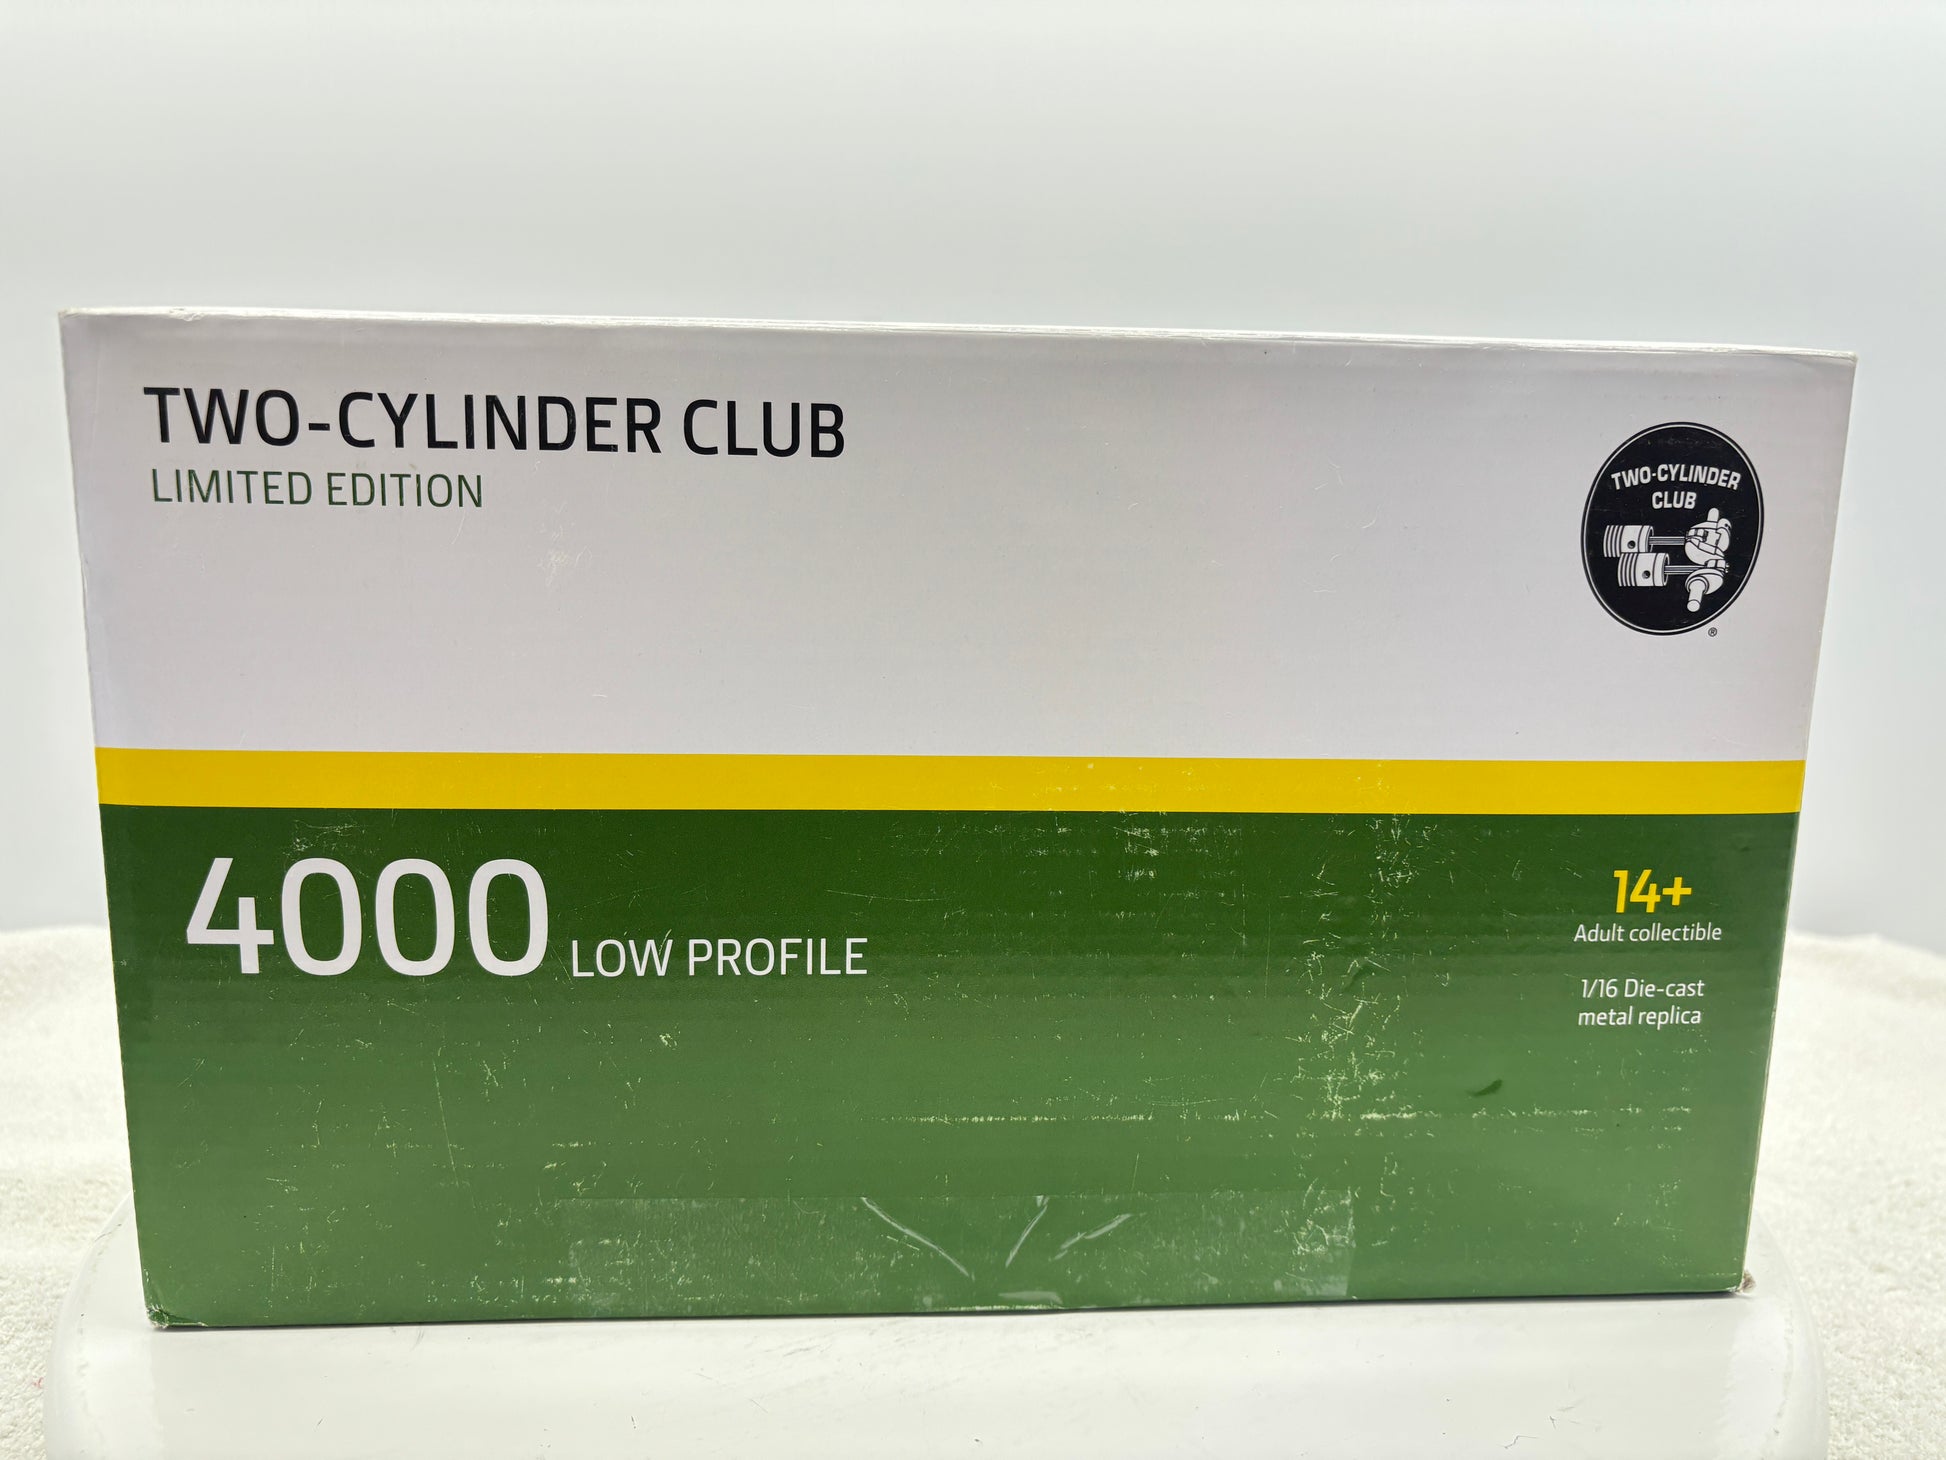 TWO-CYLINDER CLUB
LIMITED EDITION
TWO-CYLINDER
CLUB
®
4000 LOW PROFILE
14+
Adult collectible
1/16 Die-cast
metal replica